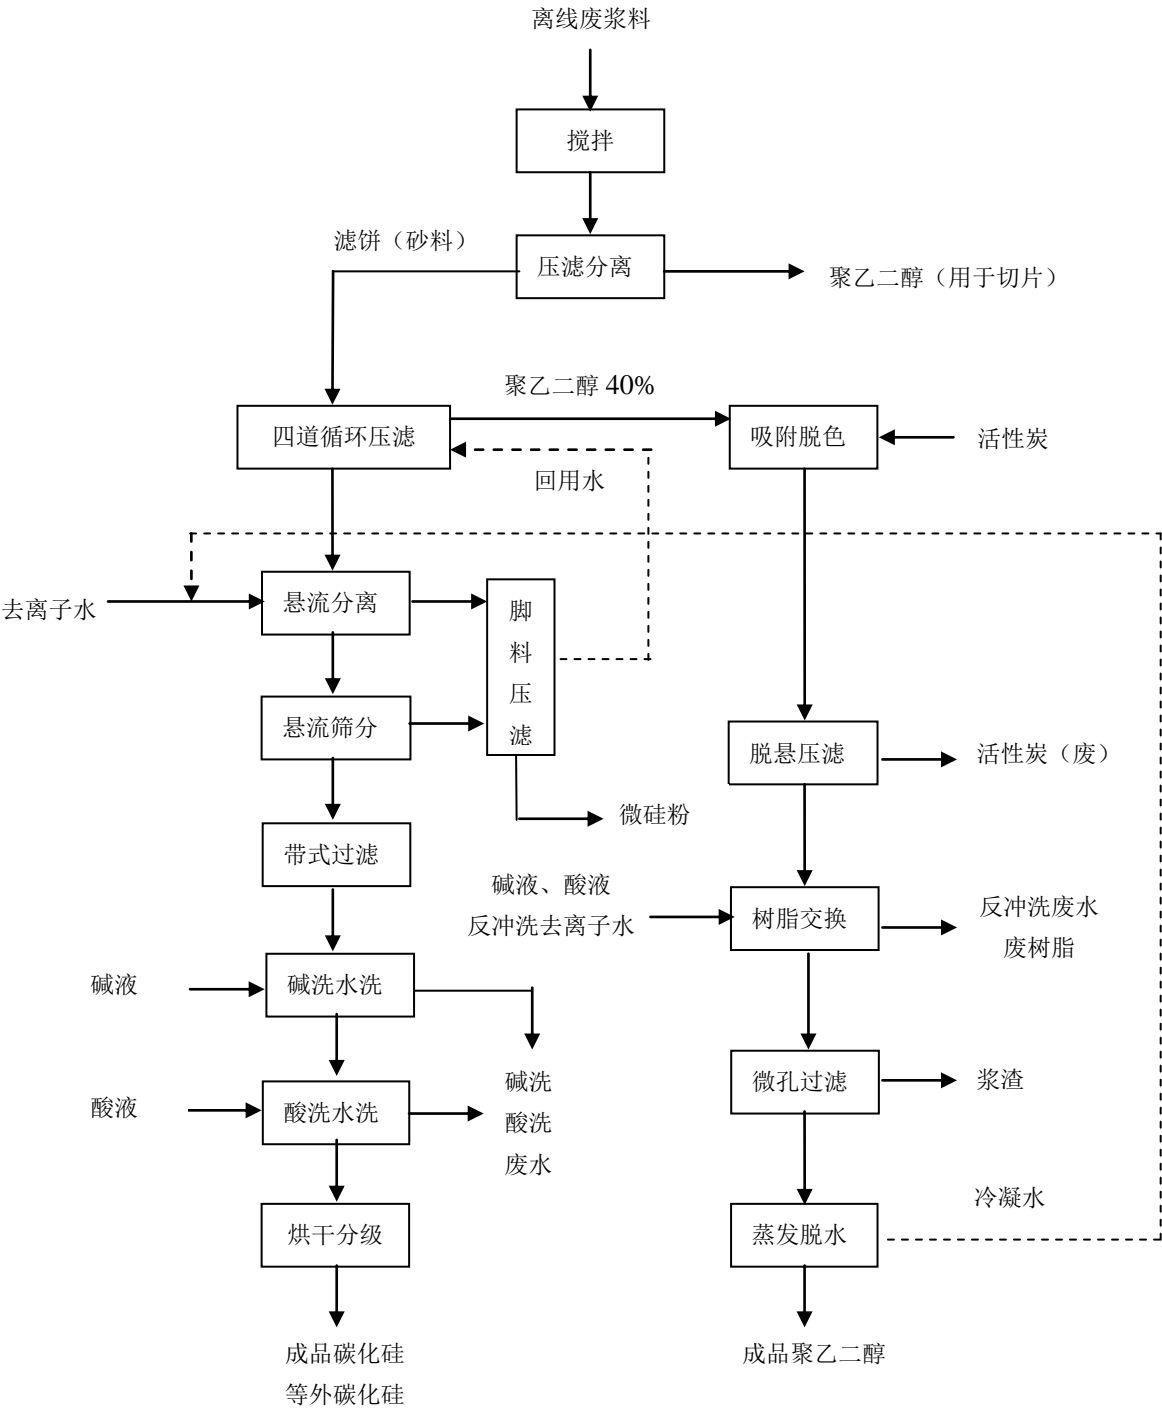 离线废浆料
搅拌
滤饼（砂料）
压滤分离
聚乙二醇（用于切片）
聚乙二醇 40%
四道循环压滤
吸附脱色
活性炭
回用水
去离子水
悬流分离
脚
料
压
滤
悬流筛分
脱悬压滤
活性炭（废）
微硅粉
带式过滤
碱液、酸液
反冲洗去离子水
树脂交换
反冲洗废水
废树脂
碱液
碱洗水洗
碱洗
酸洗
废水
微孔过滤
浆渣
酸液
酸洗水洗
冷凝水
烘干分级
蒸发脱水
成品碳化硅
等外碳化硅
成品聚乙二醇